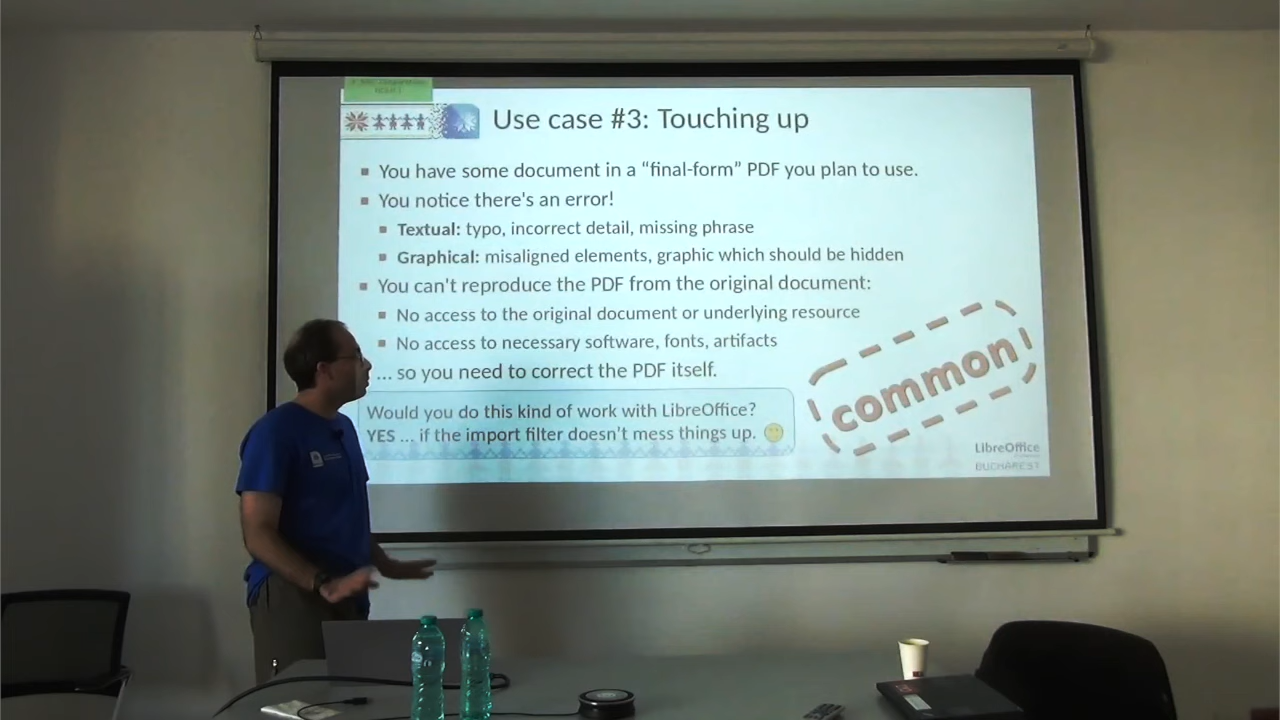 Use case #3: Touching up
You have some document in a “final-form” PDF you plan to use.
You notice there's an error!
Textual: typo, incorrect detail, missing phrase
Graphical: misaligned elements, graphic which should be hidden
You can't reproduce the PDF from the original document:
No access to the original document or underlying resource
No access to necessary software, fonts, artifacts
... so you need to correct the PDF itself.
Would you do this kind of work with LibreOffice?
YES ... if the import filter doesn't mess things up.
common
LibreOffice
BUCHAREST